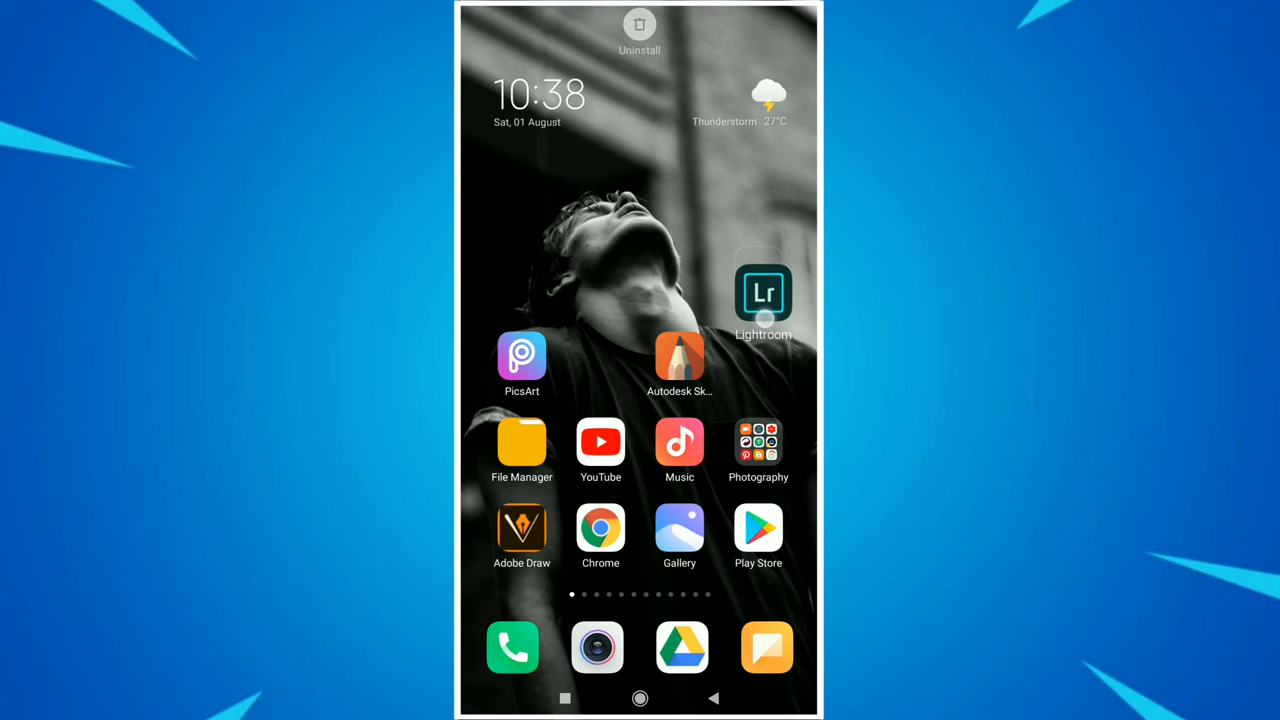 Uninstall
10:38
Sat, 01 August
Thunderstorm 27°C
Lr
Lightroom
PicsArt
Autodesk Sk...
File Manager
YouTube
Music
Photography
Adobe Draw
Chrome
Gallery
Play Store